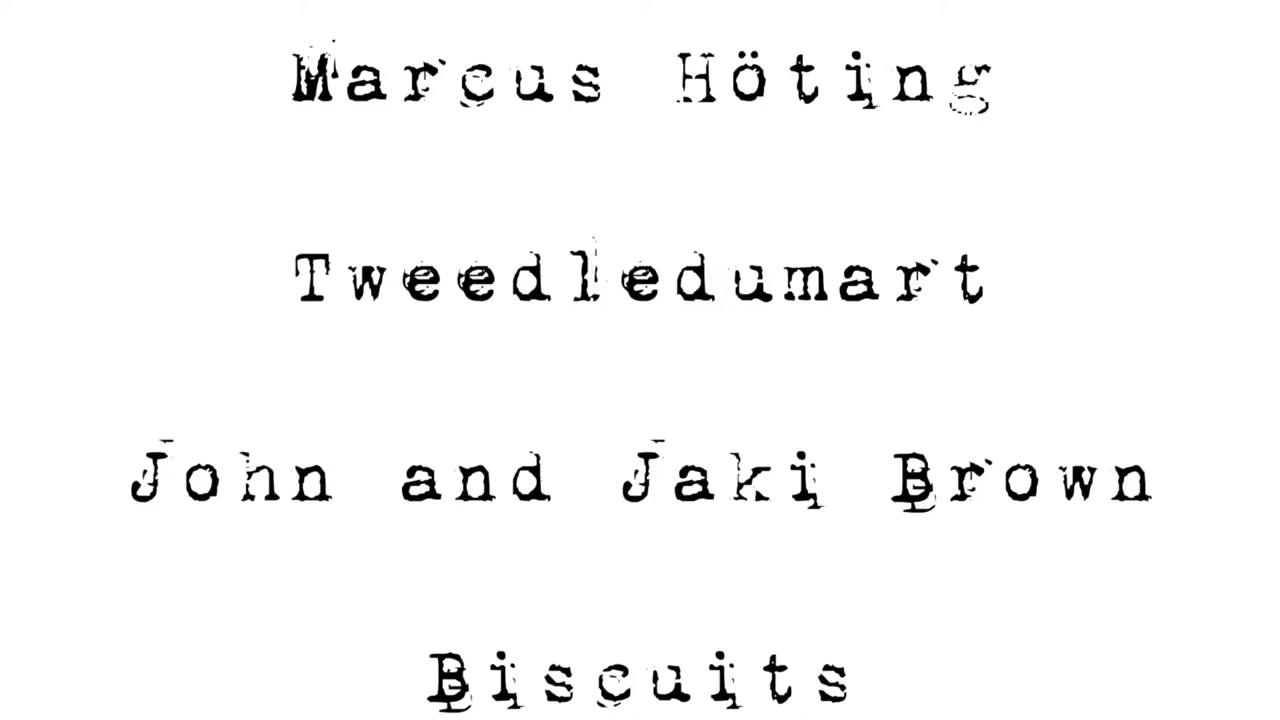 Marcus Höting
Tweedledumart
John and Jaki Brown
Biscuits